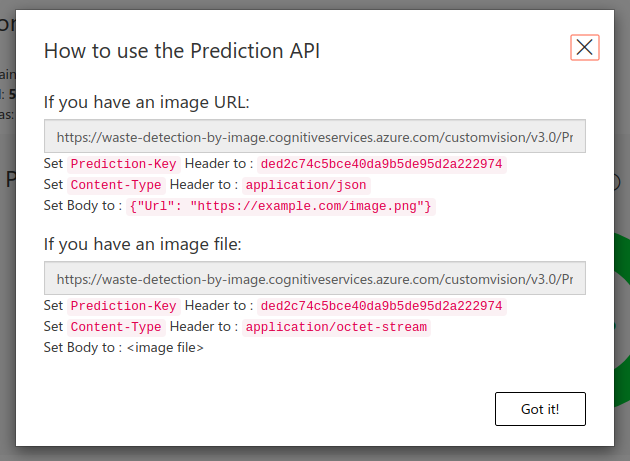 How to use the Prediction API
If you have an image URL:
https://waste-detection-by-image.cognitiveservices.azure.com/customvision/v3.0/Pr
Set Prediction-Key Header to : ded2c74c5bce40da9b5de95d2a222974
Set Content-Type Header to : application/json
Set Body to : {"Url": "https://example.com/image.png"}
If you have an image file:
https://waste-detection-by-image.cognitiveservices.azure.com/customvision/v3.0/Pr
Set Prediction-Key Header to : ded2c74c5bce40da9b5de95d2a222974
Set Content-Type Header to : application/octet-stream
Set Body to : <image file>
Got it!